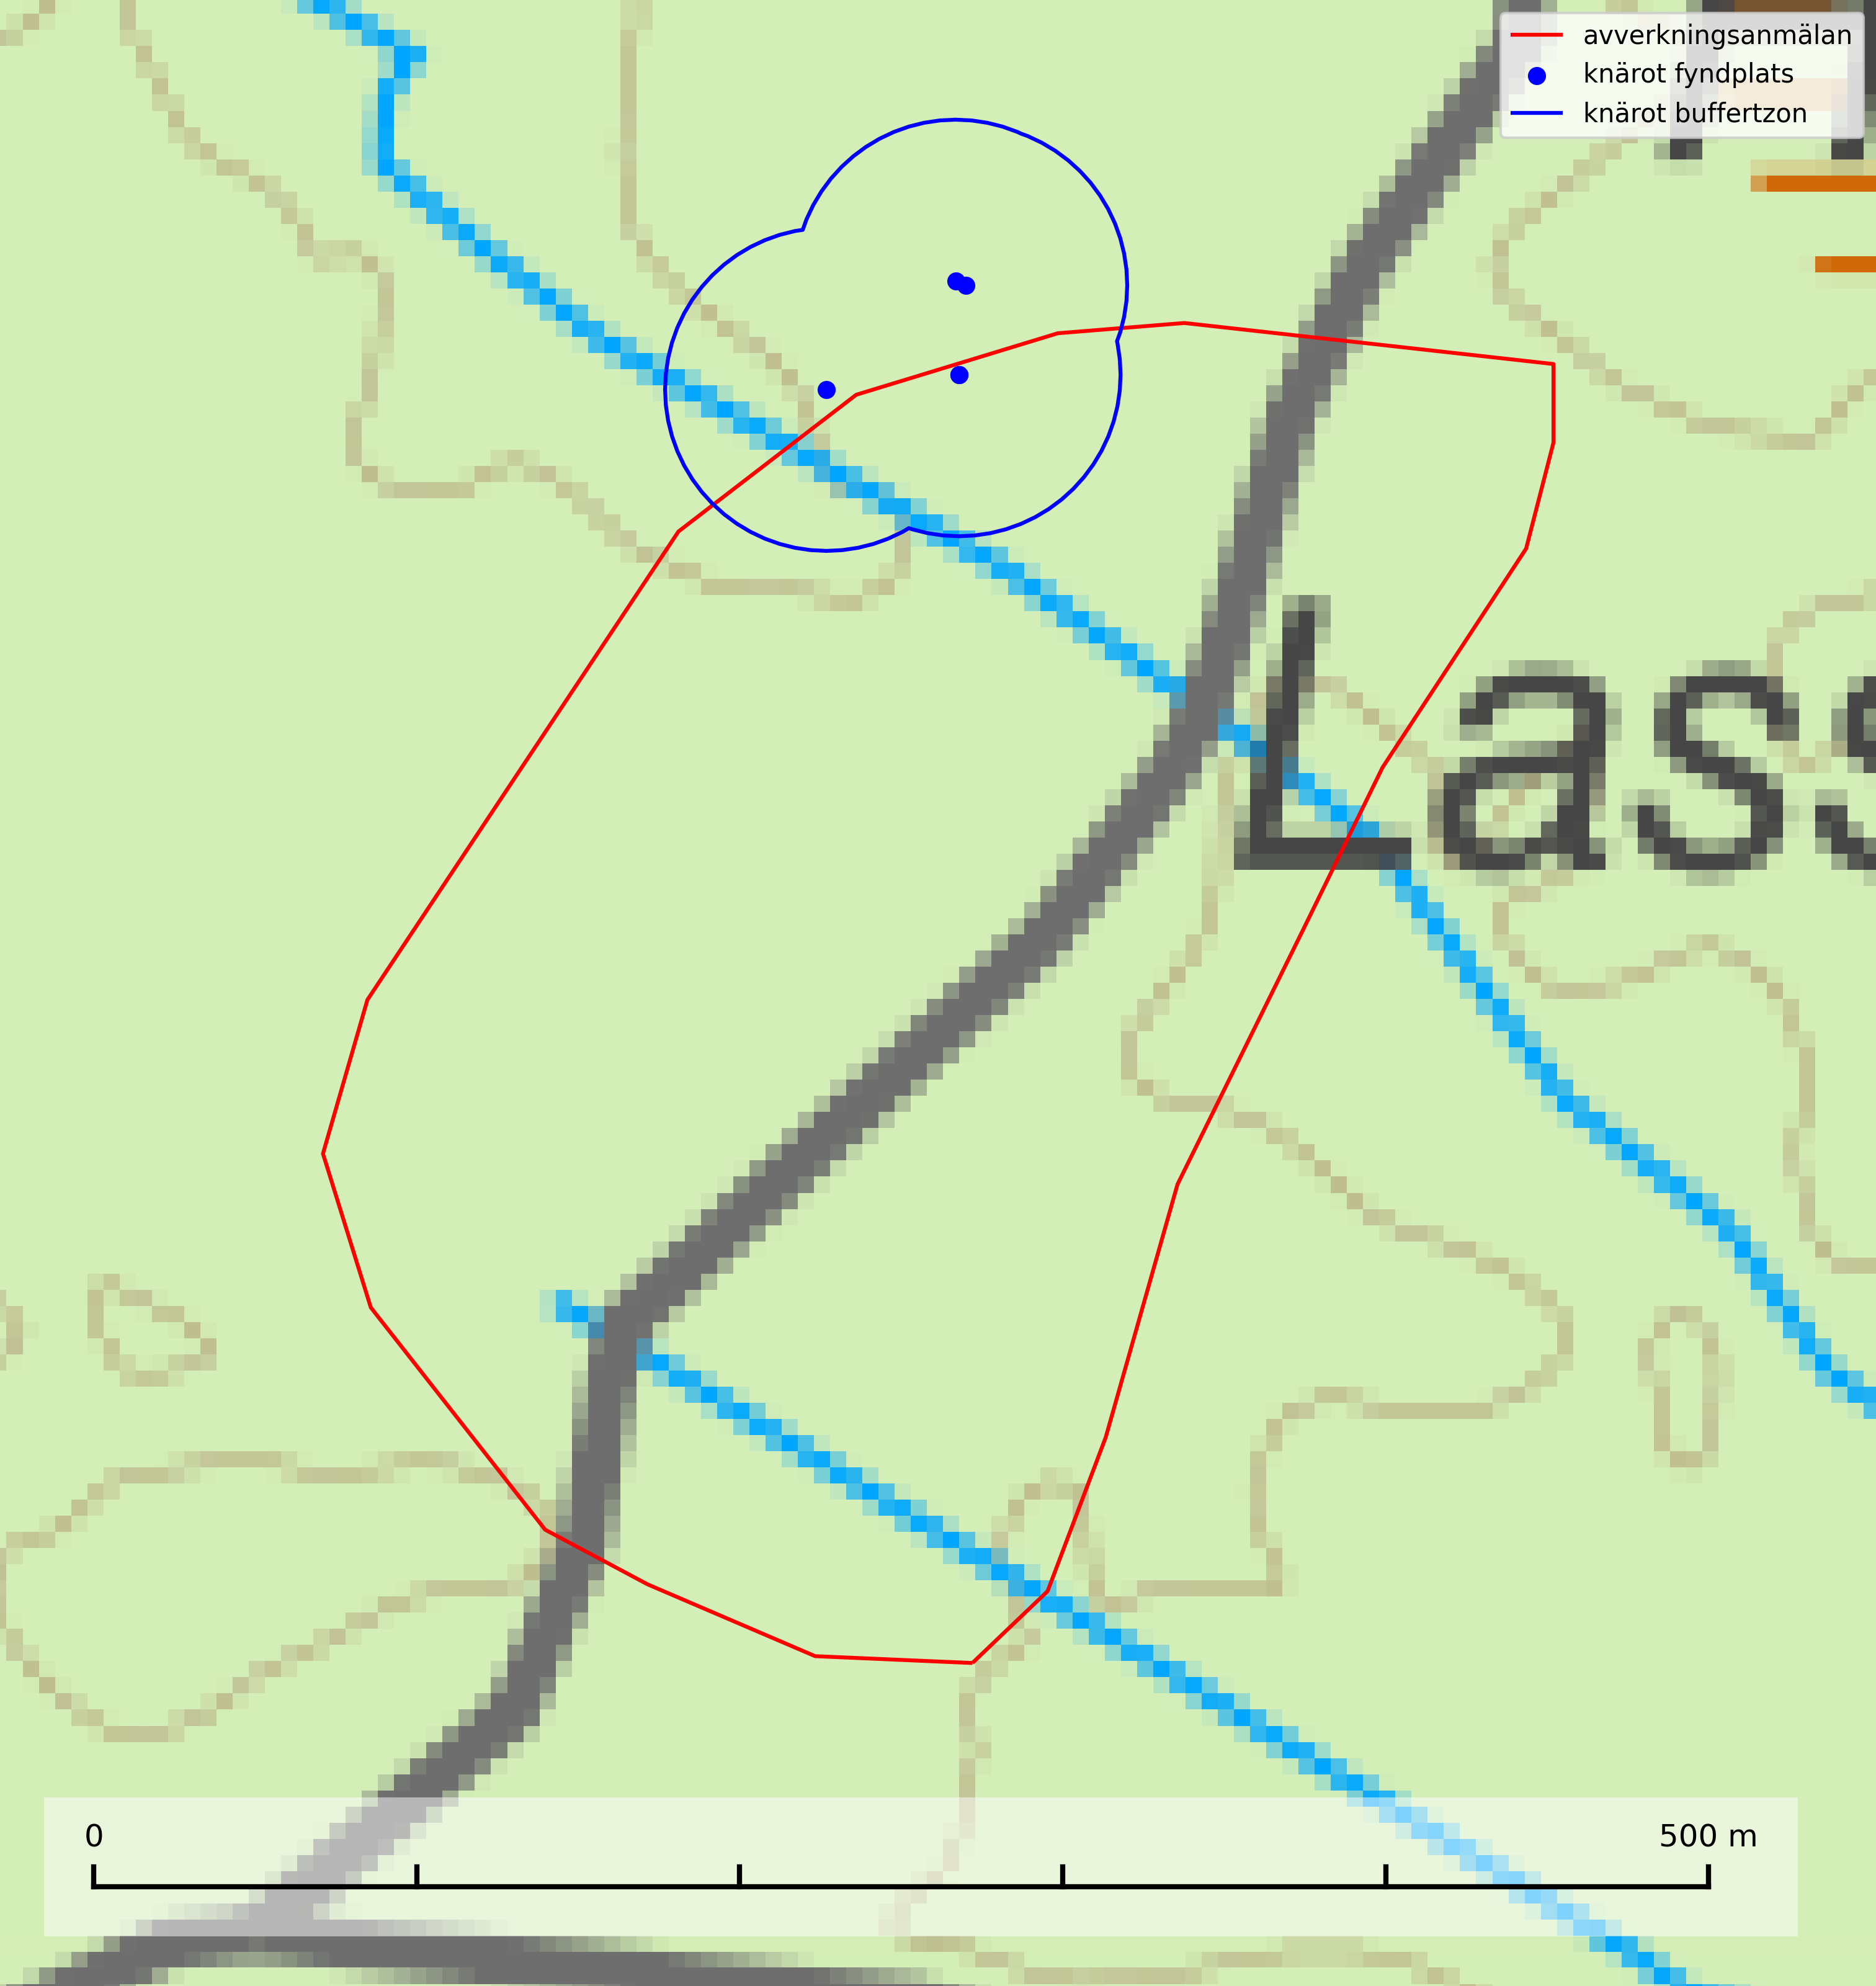 avverkningsanmälan
knärot fyndplats
knärot buffertzon
0
500 m